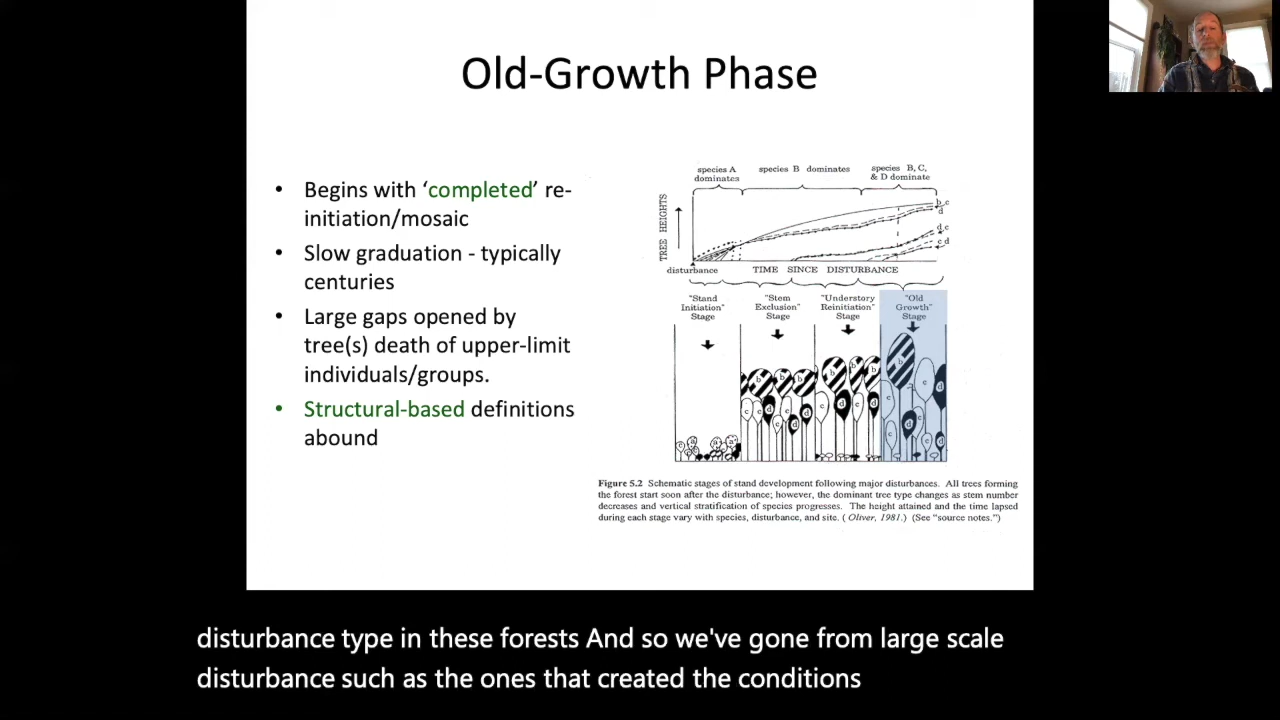 Old-Growth Phase
• Begins with ‘completed’ re-
initiation/mosaic
• Slow graduation - typically
centuries
• Large gaps opened by
tree(s) death of upper-limit
individuals/groups.
• Structural-based definitions
abound
species A
dominates
species B dominates
species B, C,
& D dominate
TREE HEIGHTS
b,c
d
d,c
c d
disturbance
TIME SINCE DISTURBANCE
"Stand
Initiation"
Stage
"Stem
Exclusion"
Stage
"Understory
Reinitiation"
Stage
"Old
Growth"
Stage
Figure 5.2 Schematic stages of stand development following major disturbances. All trees forming
the forest start soon after the disturbance; however, the dominant tree type changes as stem number
decreases and vertical stratification of species progresses. The height attained and the time lapsed
during each stage vary with species, disturbance, and site. ( Oliver, 1981.) (See "source notes.")
disturbance type in these forests And so we've gone from large scale
disturbance such as the ones that created the conditions